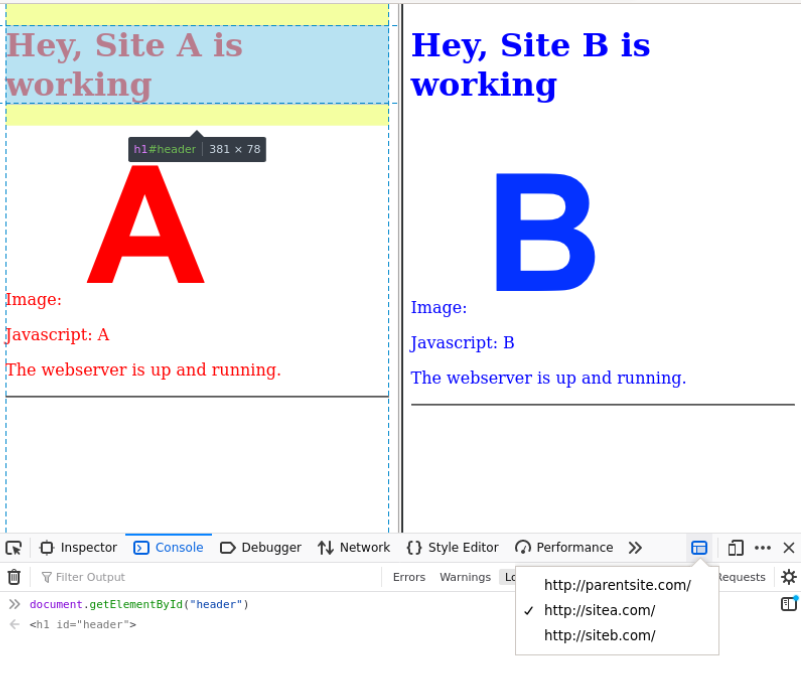 Hey, Site A is
working
h1#header | 381 × 78
A
Image:
Javascript: A
The webserver is up and running.
Hey, Site B is
working
B
Image:
Javascript: B
The webserver is up and running.
Inspector Console Debugger Network Style Editor Performance
Filter Output Errors Warnings Lo Requests
document.getElementById("header")
<h1 id="header">
http://parentsite.com/
http://sitea.com/
http://siteb.com/